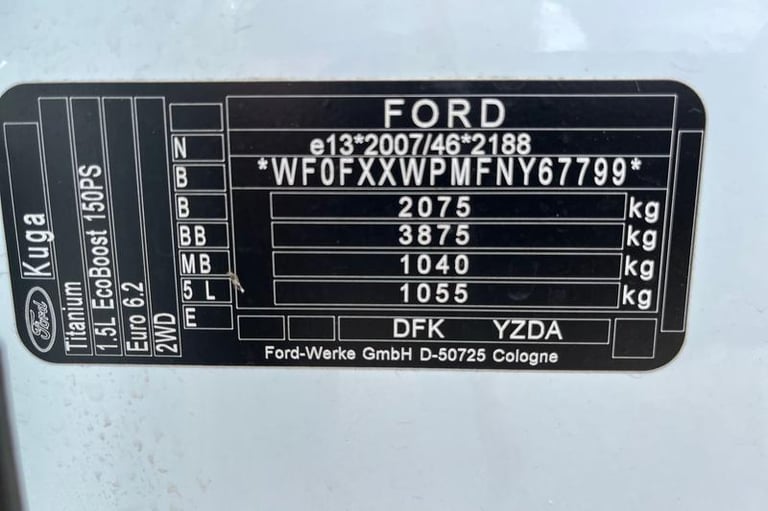 FORD
e13*2007/46*2188
*WF0FXXWPMFNY67799*
2075 kg
3875 kg
1040 kg
1055 kg
DFK YZDA
Ford-Werke GmbH D-50725 Cologne
N
B
B
BB
MB
5 L
E
Ford Kuga
Titanium
1.5L EcoBoost 150PS
Euro 6.2
2WD